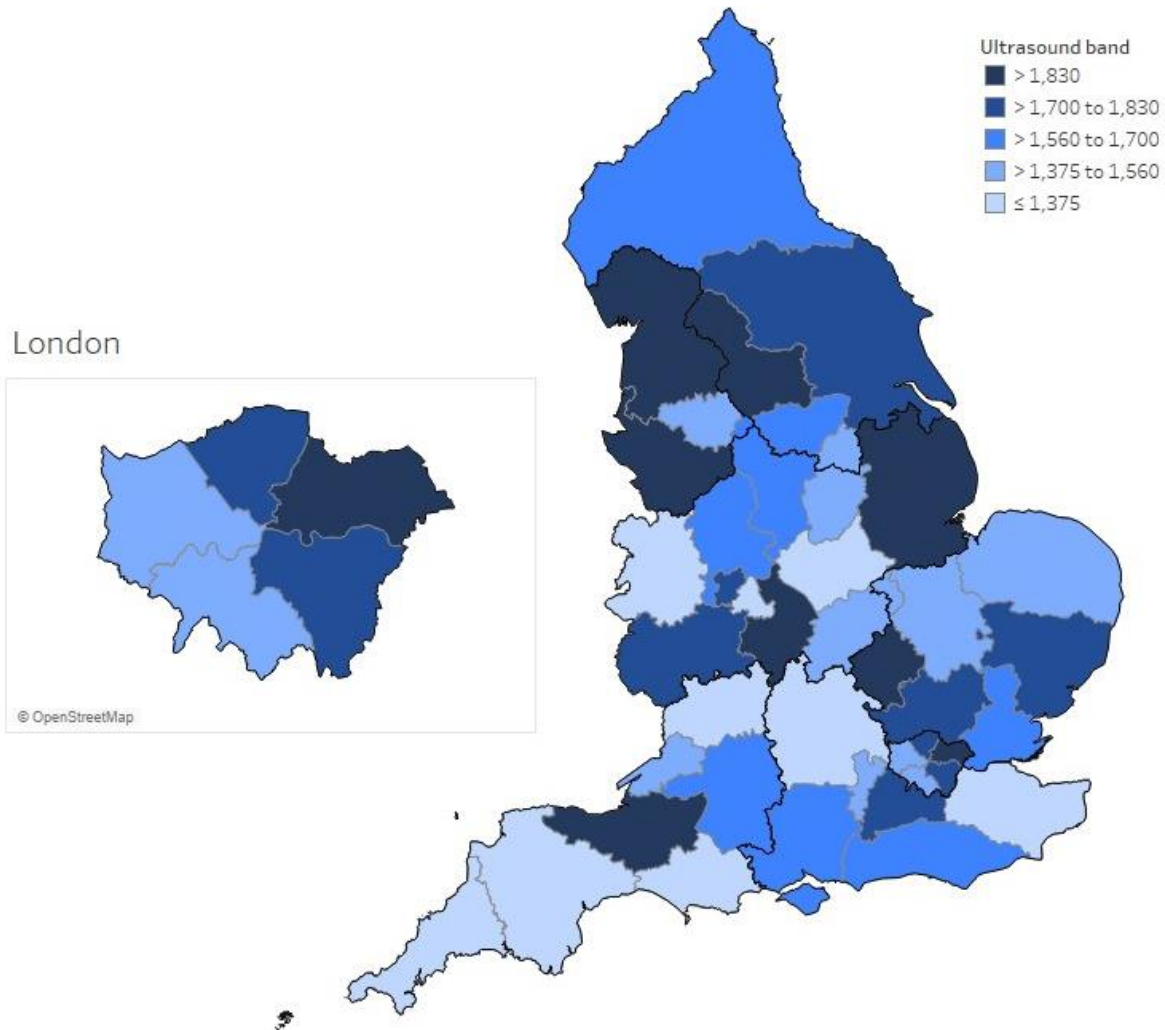 Ultrasound band
> 1,830
> 1,700 to 1,830
> 1,560 to 1,700
> 1,375 to 1,560
≤ 1,375
London
© OpenStreetMap